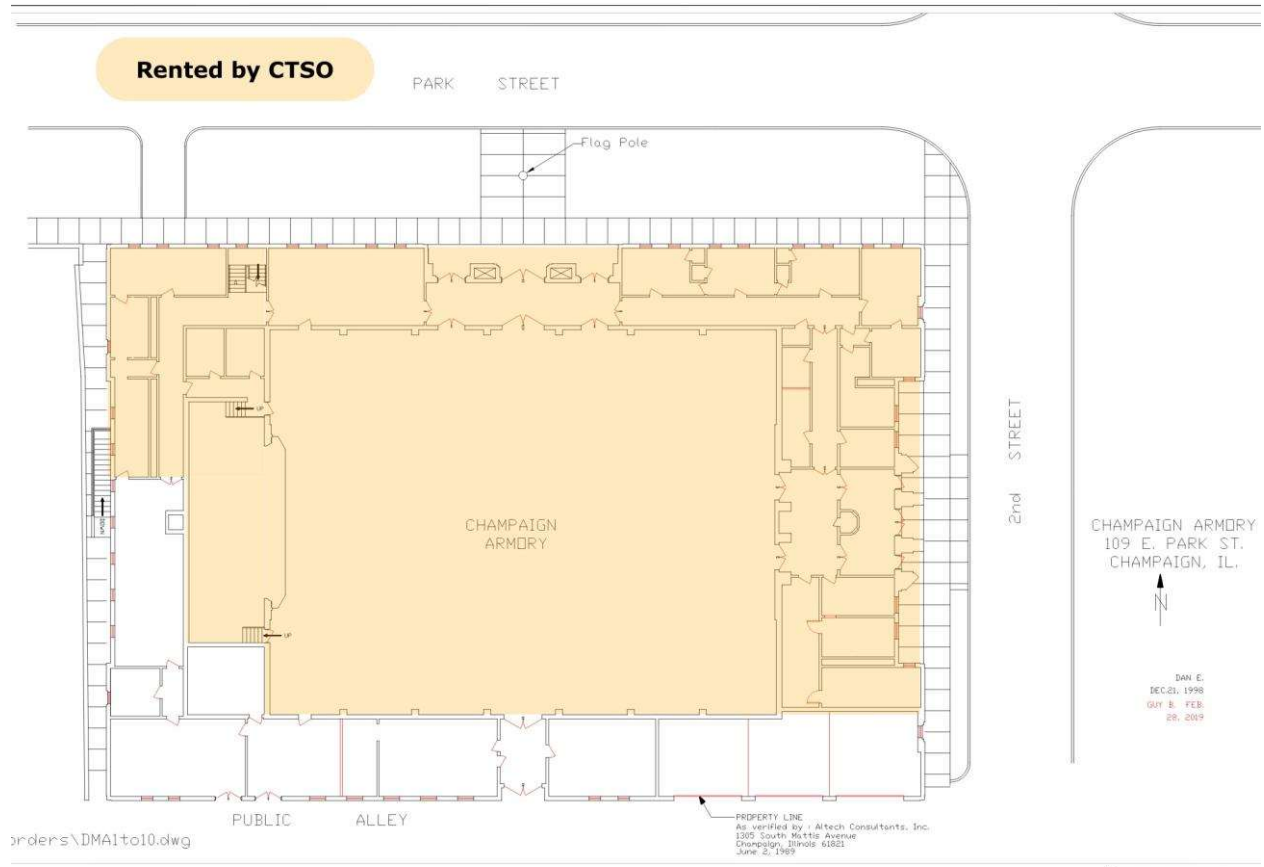 Rented by CTSO
PARK STREET
Flag Pole
UP
2nd STREET
DOWN
CHAMPAIGN
ARMORY
CHAMPAIGN ARMORY
109 E. PARK ST.
CHAMPAIGN, IL.
N
UP
DAN E.
DEC.21, 1998
GUY B. FEB.
28, 2019
PUBLIC ALLEY
PROPERTY LINE
As verified by : Altech Consultants, Inc.
1305 South Mattis Avenue
Champaign, Illinois 61821
June 2, 1989
orders\DMA1to10.dwg